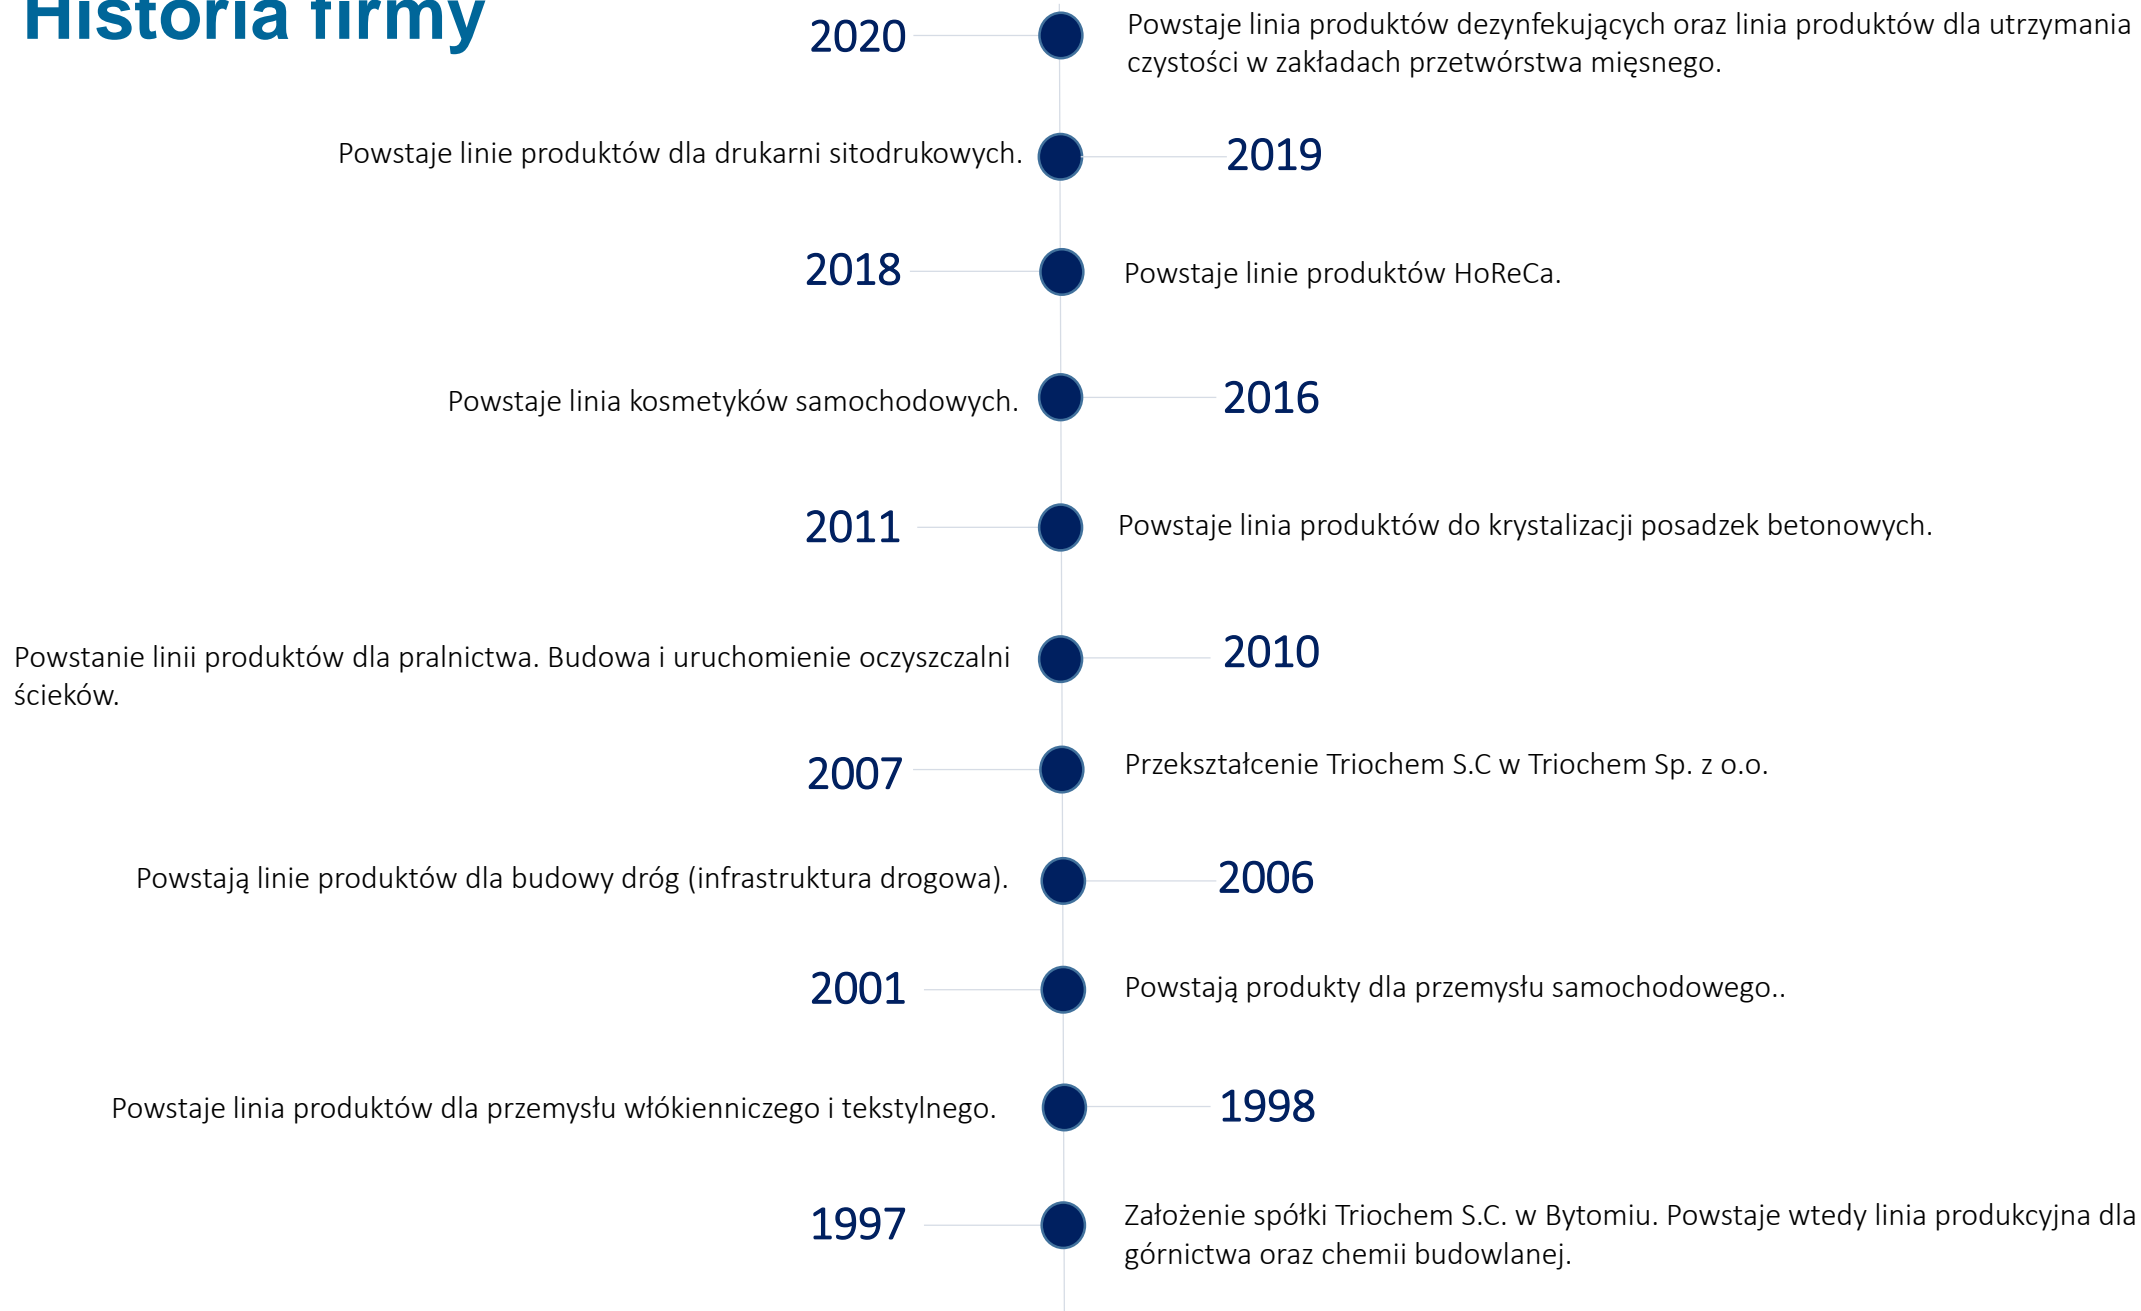 Historia firmy
2020
Powstaje linia produktów dezynfekujących oraz linia produktów dla utrzymania
czystości w zakładach przetwórstwa mięsnego.
Powstaje linie produktów dla drukarni sitodrukowych.
2019
2018
Powstaje linie produktów HoReCa.
Powstaje linia kosmetyków samochodowych.
2016
2011
Powstaje linia produktów do krystalizacji posadzek betonowych.
Powstanie linii produktów dla pralnictwa. Budowa i uruchomienie oczyszczalni
ścieków.
2010
2007
Przekształcenie Triochem S.C w Triochem Sp. z o.o.
Powstają linie produktów dla budowy dróg (infrastruktura drogowa).
2006
2001
Powstają produkty dla przemysłu samochodowego..
Powstaje linia produktów dla przemysłu włókienniczego i tekstylnego.
1998
1997
Założenie spółki Triochem S.C. w Bytomiu. Powstaje wtedy linia produkcyjna dla
górnictwa oraz chemii budowlanej.